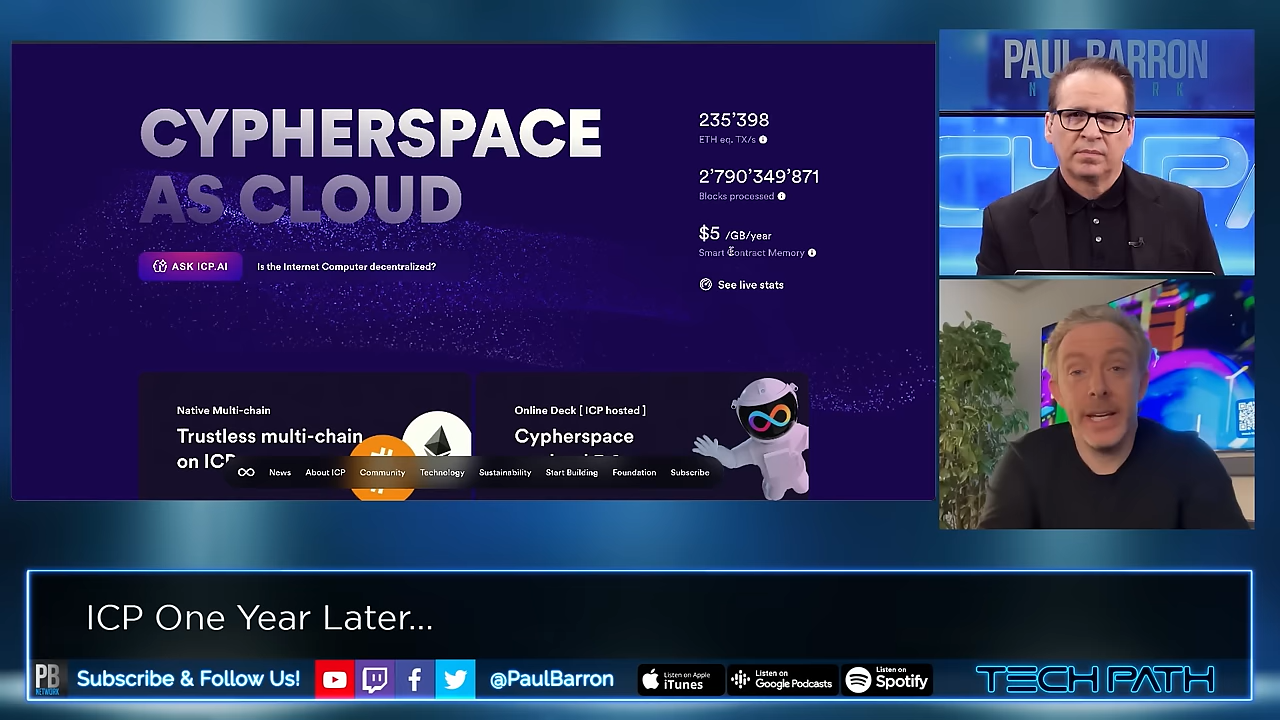 CYPHERSPACE
AS CLOUD
ASK ICP.AI
Is the Internet Computer decentralized?
235’398
ETH eq. TX/s
2’790’349’871
Blocks processed
$5 /GB/year
Smart Contract Memory
See live stats
Native Multi-chain
Trustless multi-chain
on ICP
Online Deck [ ICP hosted ]
Cypherspace
News About ICP Community Technology Sustainability Start Building Foundation Subscribe
PAUL BARRON
ICP One Year Later...
PB
NETWORK
Subscribe & Follow Us!
@PaulBarron
Listen on Apple
iTunes
Listen on
Google Podcasts
Listen on
Spotify
TECH PATH